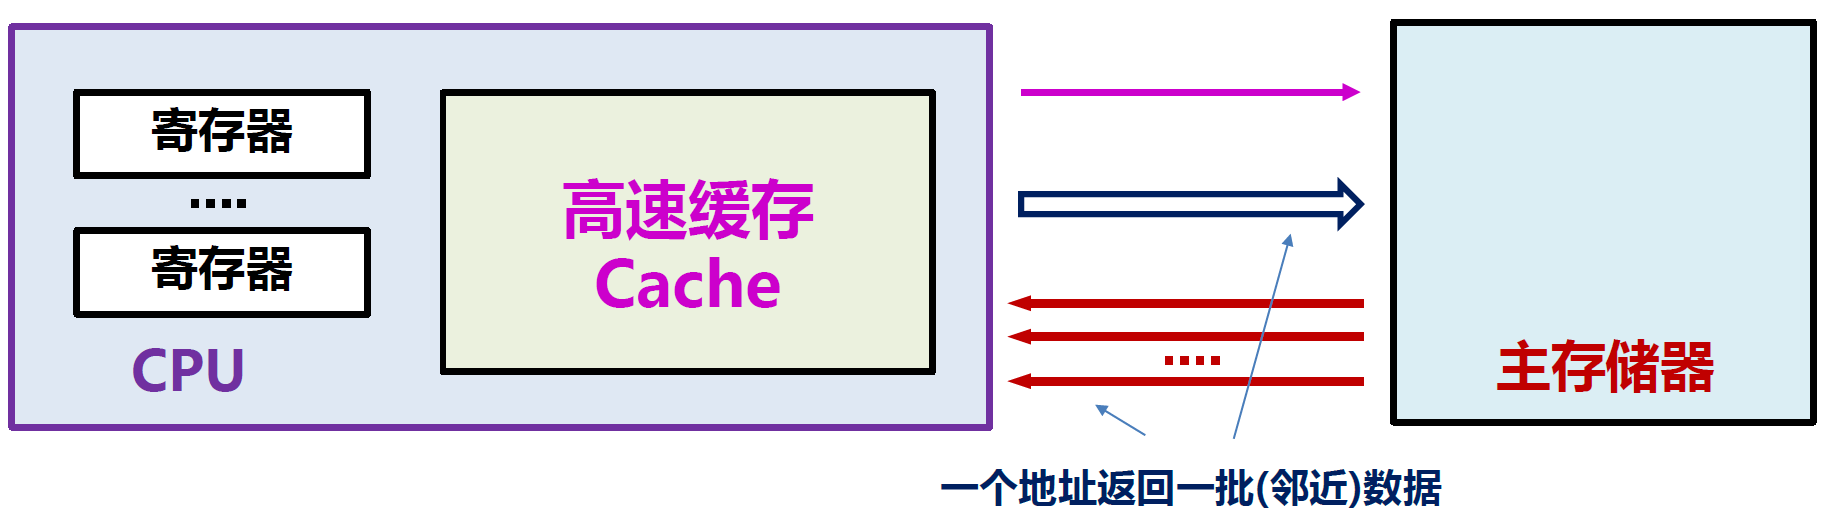 寄存器
寄存器
CPU
高速缓存
Cache
主存储器
一个地址返回一批(邻近)数据